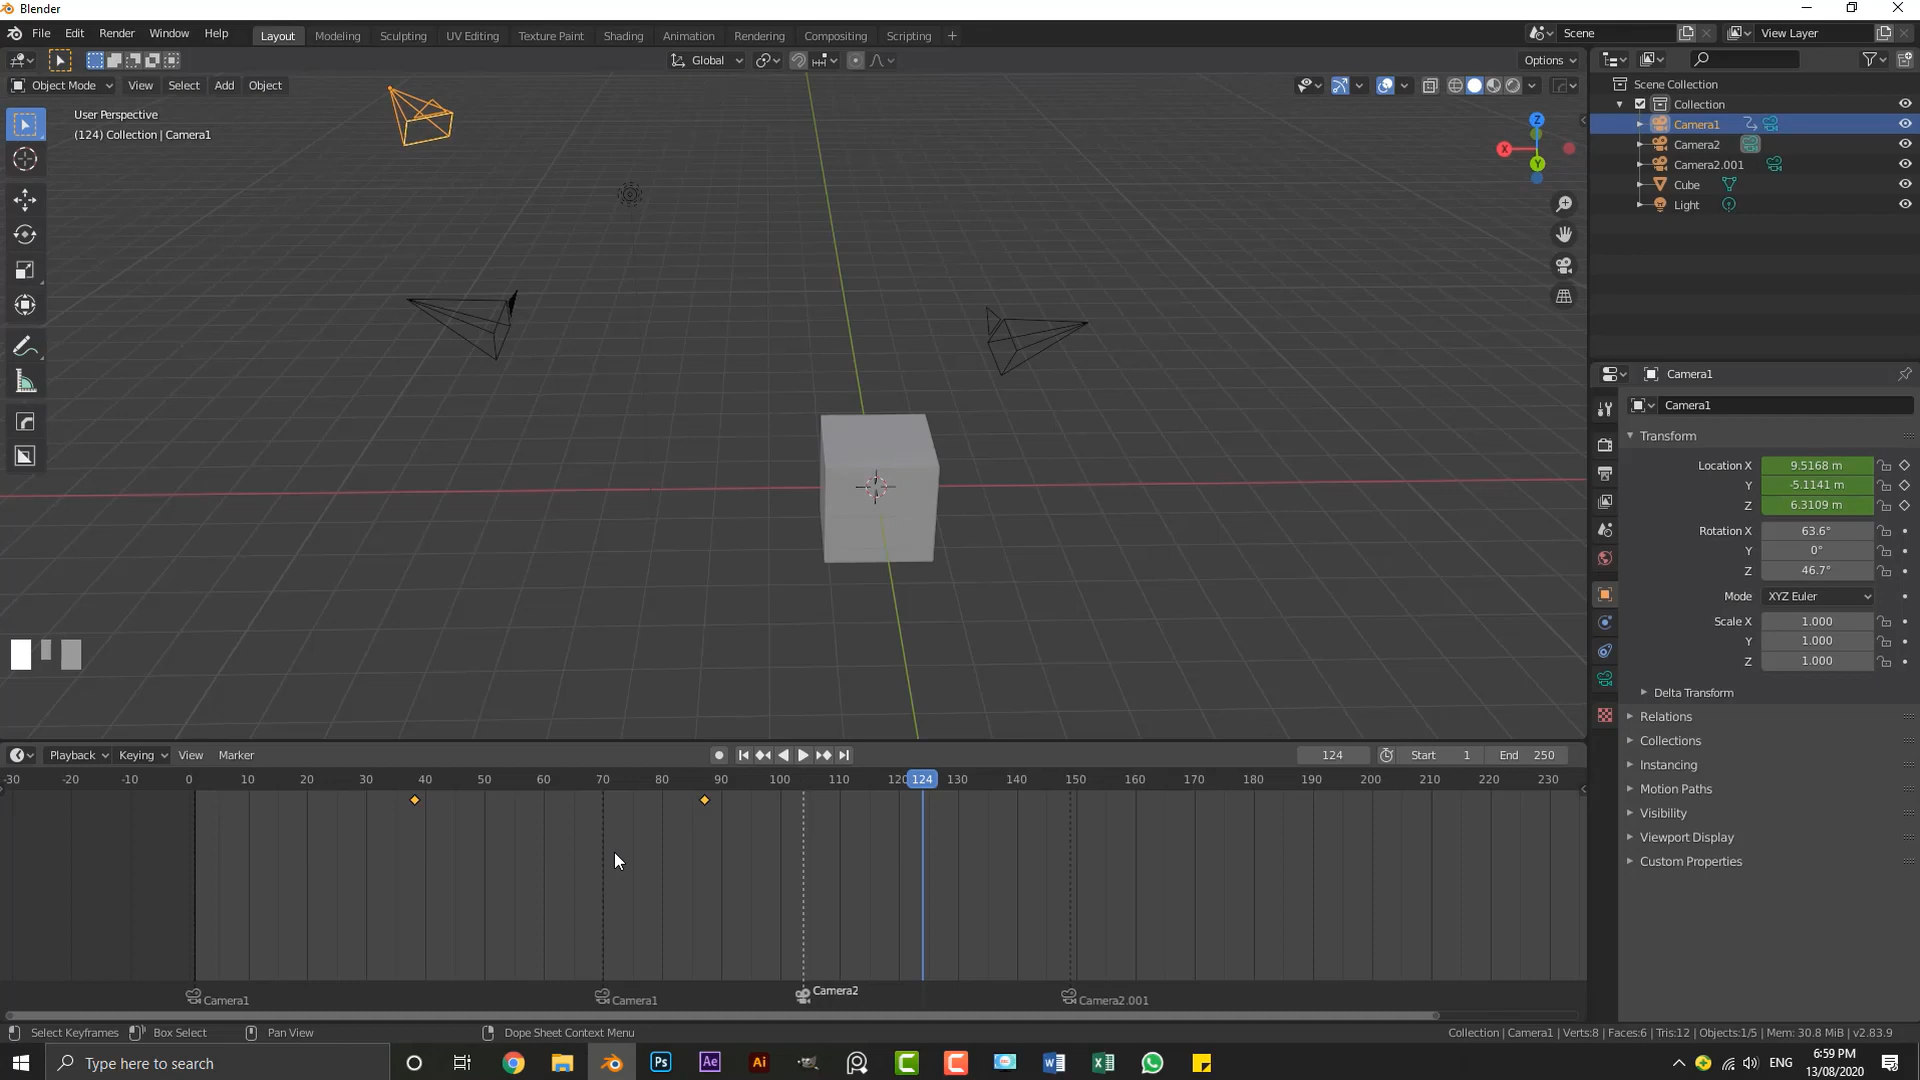 Blender
File Edit Render Window Help Layout Modeling Sculpting UV Editing Texture Paint Shading Animation Rendering Compositing Scripting + Scene View Layer
Global Options
Object Mode View Select Add Object
User Perspective
(124) Collection | Camera1
Z
X
Y
Scene Collection
Collection
Camera1
Camera2
Camera2.001
Cube
Light
Camera1
Camera1
Transform
Location X 9.5168 m
Y -5.1141 m
Z 6.3109 m
Rotation X 63.6°
Y 0°
Z 46.7°
Mode XYZ Euler
Scale X 1.000
Y 1.000
Z 1.000
Delta Transform
Relations
Collections
Instancing
Motion Paths
Visibility
Viewport Display
Custom Properties
Playback Keying View Marker 124 Start 1 End 250
-30 -20 -10 0 10 20 30 40 50 60 70 80 90 100 110 120 124 130 140 150 160 170 180 190 200 210 220 230
Camera1 Camera1 Camera2 Camera2.001
Select Keyframes Box Select Pan View Dope Sheet Context Menu Collection | Camera1 | Verts:8 | Faces:6 | Tris:12 | Objects:1/5 | Mem: 30.8 MiB | v2.83.9
Type here to search Ps Ae Ai ENG 6:59 PM
13/08/2020